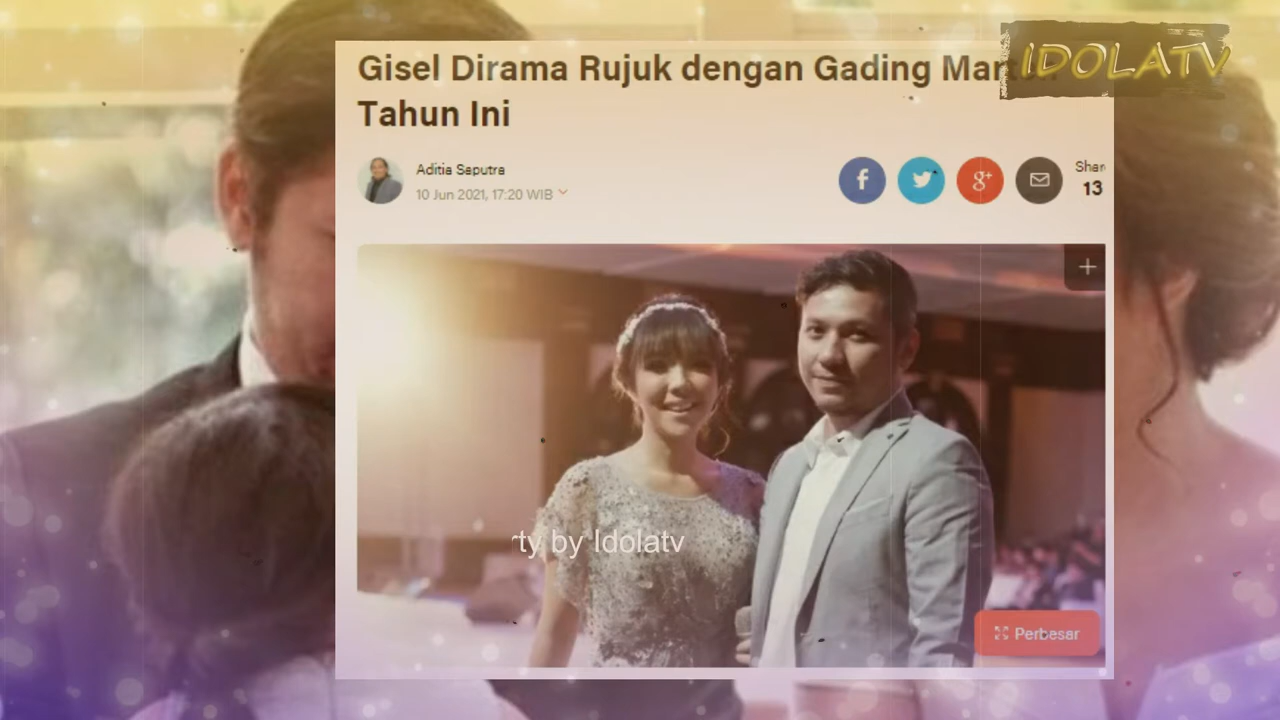 Gisel Dirama Rujuk dengan Gading
Tahun Ini
IDOLATV
Aditia Saputra
10 Jun 2021, 17:20 WIB
f
g+
Shar
13
+
rty by Idolatv
Perbesar